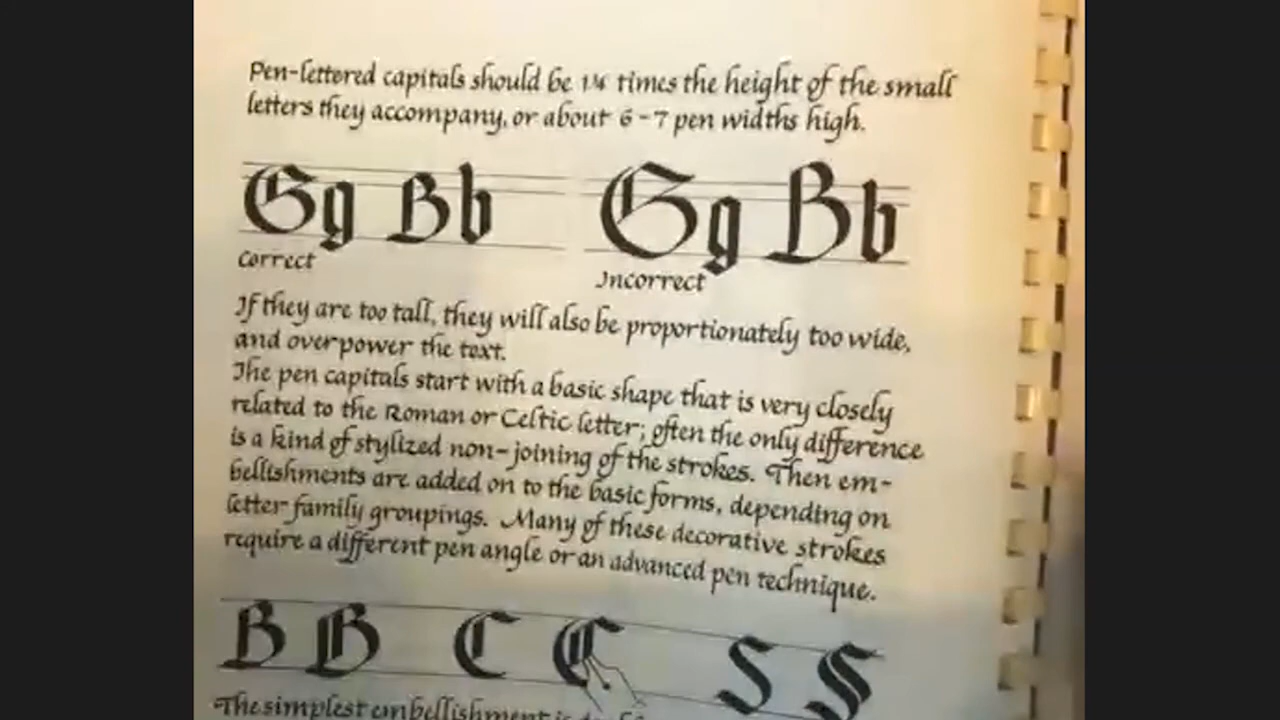 Pen-lettered capitals should be 1¼ times the height of the small
letters they accompany, or about 6-7 pen widths high.
Gg Bb Gg Bb
Correct
Incorrect
If they are too tall, they will also be proportionately too wide,
and overpower the text.
The pen capitals start with a basic shape that is very closely
related to the Roman or Celtic letter; often the only difference
is a kind of stylized non-joining of the strokes. Then em-
bellishments are added on to the basic forms, depending on
letter family groupings. Many of these decorative strokes
require a different pen angle or an advanced pen technique.
B B C C S S
The simplest embellishment is